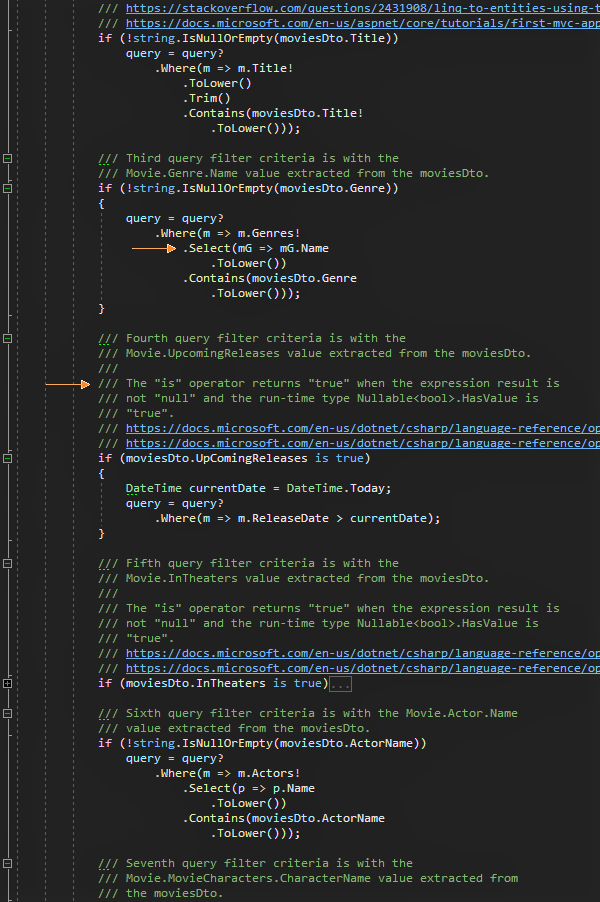 /// https://stackoverflow.com/questions/2431908/linq-to-entities-using-t
/// https://docs.microsoft.com/en-us/aspnet/core/tutorials/first-mvc-app
if (!string.IsNullOrEmpty(moviesDto.Title))
query = query?
.Where(m => m.Title!
.ToLower()
.Trim()
.Contains(moviesDto.Title!
.ToLower()));
/// Third query filter criteria is with the
/// Movie.Genre.Name value extracted from the moviesDto.
if (!string.IsNullOrEmpty(moviesDto.Genre))
{
query = query?
.Where(m => m.Genres!
.Select(mG => mG.Name
.ToLower())
.Contains(moviesDto.Genre
.ToLower()));
}
/// Fourth query filter criteria is with the
/// Movie.UpcomingReleases value extracted from the moviesDto.
///
/// The "is" operator returns "true" when the expression result is
/// not "null" and the run-time type Nullable<bool>.HasValue is
/// "true".
/// https://docs.microsoft.com/en-us/dotnet/csharp/language-reference/op
/// https://docs.microsoft.com/en-us/dotnet/csharp/language-reference/op
if (moviesDto.UpComingReleases is true)
{
DateTime currentDate = DateTime.Today;
query = query?
.Where(m => m.ReleaseDate > currentDate);
}
/// Fifth query filter criteria is with the
/// Movie.InTheaters value extracted from the moviesDto.
///
/// The "is" operator returns "true" when the expression result is
/// not "null" and the run-time type Nullable<bool>.HasValue is
/// "true".
/// https://docs.microsoft.com/en-us/dotnet/csharp/language-reference/op
/// https://docs.microsoft.com/en-us/dotnet/csharp/language-reference/op
if (moviesDto.InTheaters is true)...
/// Sixth query filter criteria is with the Movie.Actor.Name
/// value extracted from the moviesDto.
if (!string.IsNullOrEmpty(moviesDto.ActorName))
query = query?
.Where(m => m.Actors!
.Select(p => p.Name
.ToLower())
.Contains(moviesDto.ActorName
.ToLower()));
/// Seventh query filter criteria is with the
/// Movie.MovieCharacters.CharacterName value extracted from
/// the moviesDto.